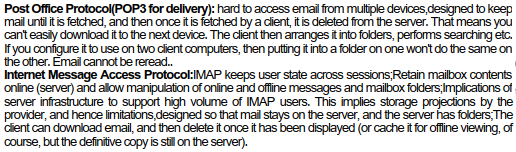 Post Office Protocol(POP3 for delivery): hard to access email from multiple devices,designed to keep
mail until it is fetched, and then once it is fetched by a client, it is deleted from the server. That means you
can't easily download it to the next device. The client then arranges it into folders, performs searching etc.
If you configure it to use on two client computers, then putting it into a folder on one won't do the same on
the other. Email cannot be reread..
Internet Message Access Protocol:IMAP keeps user state across sessions;Retain mailbox contents
online (server) and allow manipulation of online and offline messages and mailbox folders;Implications of
server infrastructure to support high volume of IMAP users. This implies storage projections by the
provider, and hence limitations,designed so that mail stays on the server, and the server has folders;The
client can download email, and then delete it once it has been displayed (or cache it for offline viewing, of
course, but the definitive copy is still on the server).